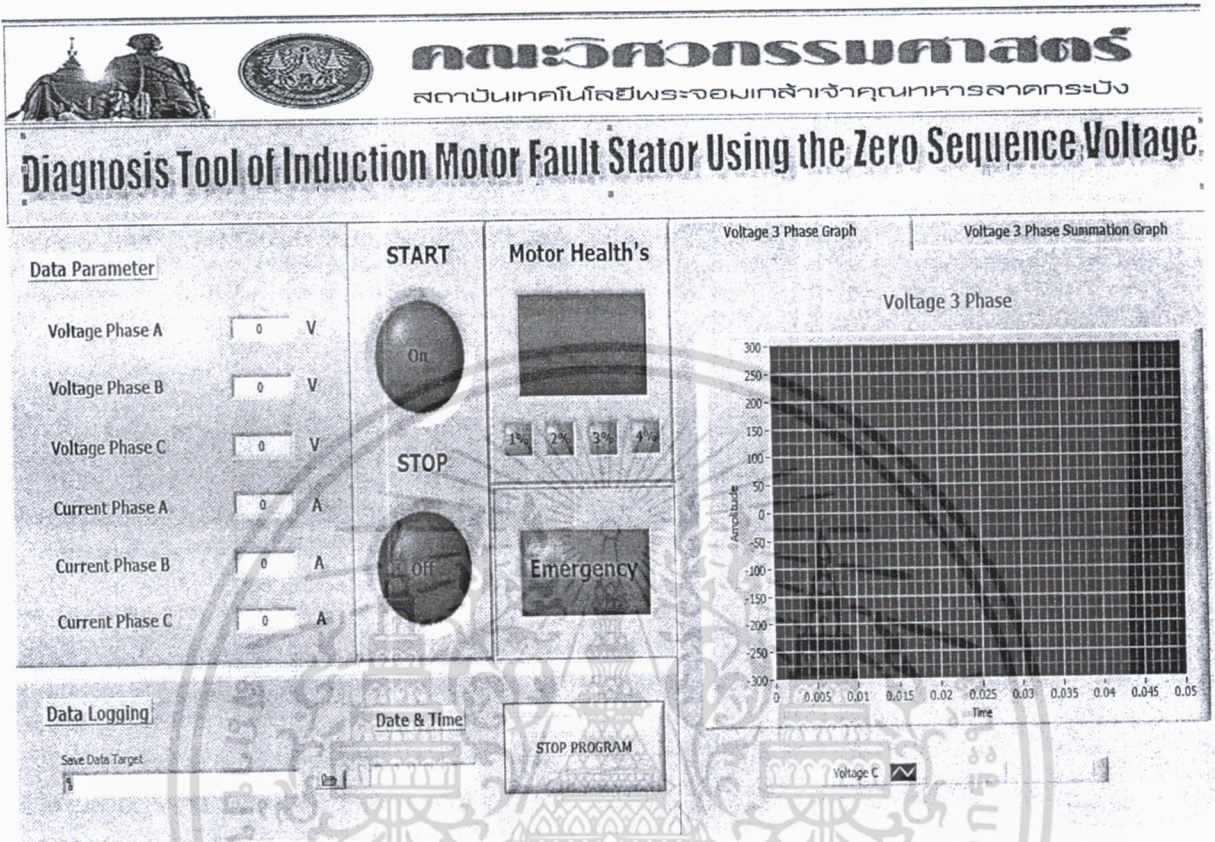 คณะวิศวกรรมศาสตร์
สถาบันเทคโนโลยีพระจอมเกล้าเจ้าคุณทหารลาดกระบัง
Diagnosis Tool of Induction Motor Fault Stator Using the Zero Sequence Voltage
Data Parameter
Voltage Phase A 0 V
Voltage Phase B 0 V
Voltage Phase C 0 V
Current Phase A 0 A
Current Phase B 0 A
Current Phase C 0 A
START
On
STOP
Off
Motor Health's
1% 2% 3% 4%
Emergency
Voltage 3 Phase Graph
Voltage 3 Phase Summation Graph
Voltage 3 Phase
Amplitude
300
250
200
150
100
50
0
-50
-100
-150
-200
-250
-300
0 0.005 0.01 0.015 0.02 0.025 0.03 0.035 0.04 0.045 0.05
Time
Voltage C
Data Logging
Save Data Target
Date & Time
STOP PROGRAM